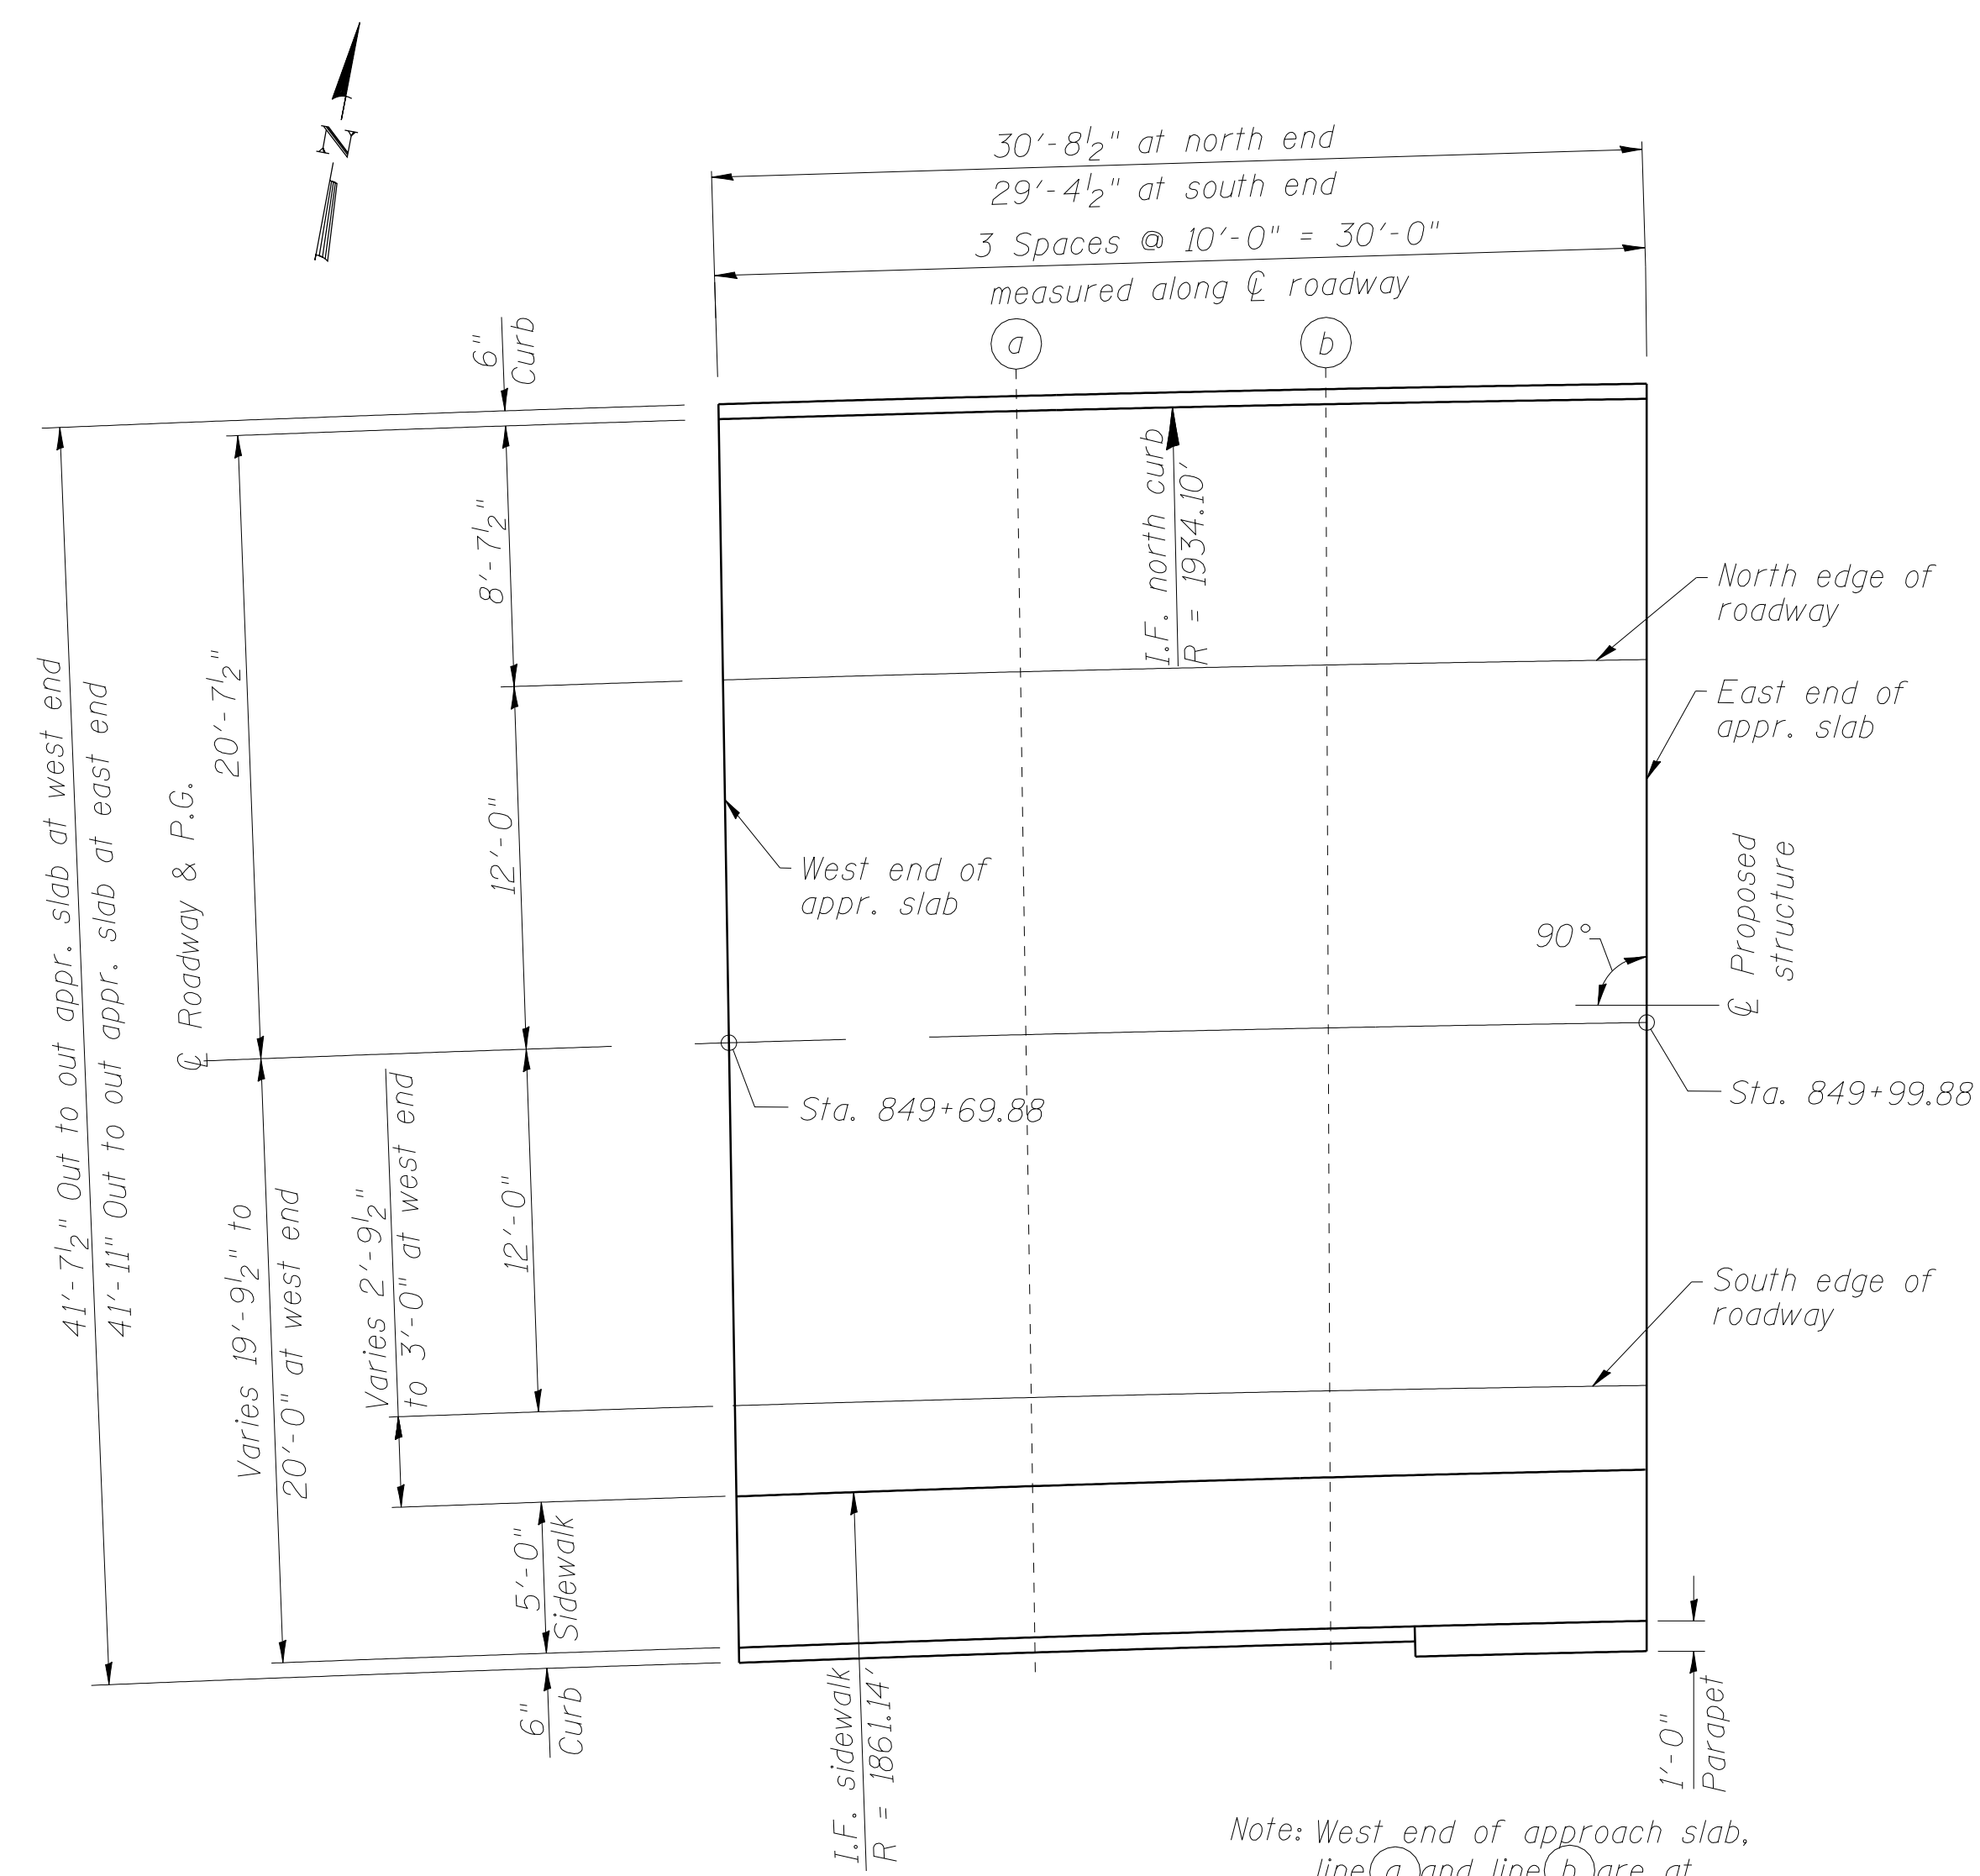 N
30'-8½" at north end
29'-4½" at south end
3 Spaces @ 10'-0" = 30'-0"
measured along ℄ roadway
a
b
6"
Curb
8'-7½"
20'-7½"
12'-0"
℄ Roadway & P.G.
41'-7½" Out to out appr. slab at west end
41'-11" Out to out appr. slab at east end
I.F. north curb
R = 1934.10'
North edge of
roadway
East end of
appr. slab
West end of
appr. slab
90°
℄ Proposed
structure
Sta. 849+69.88
Sta. 849+99.88
Varies 19'-9½" to
20'-0" at west end
Varies 2'-9½"
to 3'-0" at west end
12'-0"
South edge of
roadway
5'-0"
Sidewalk
6"
Curb
I.F. sidewalk
R = 1861.14'
1'-0"
Parapet
Note: West end of approach slab,
line a and line b are at